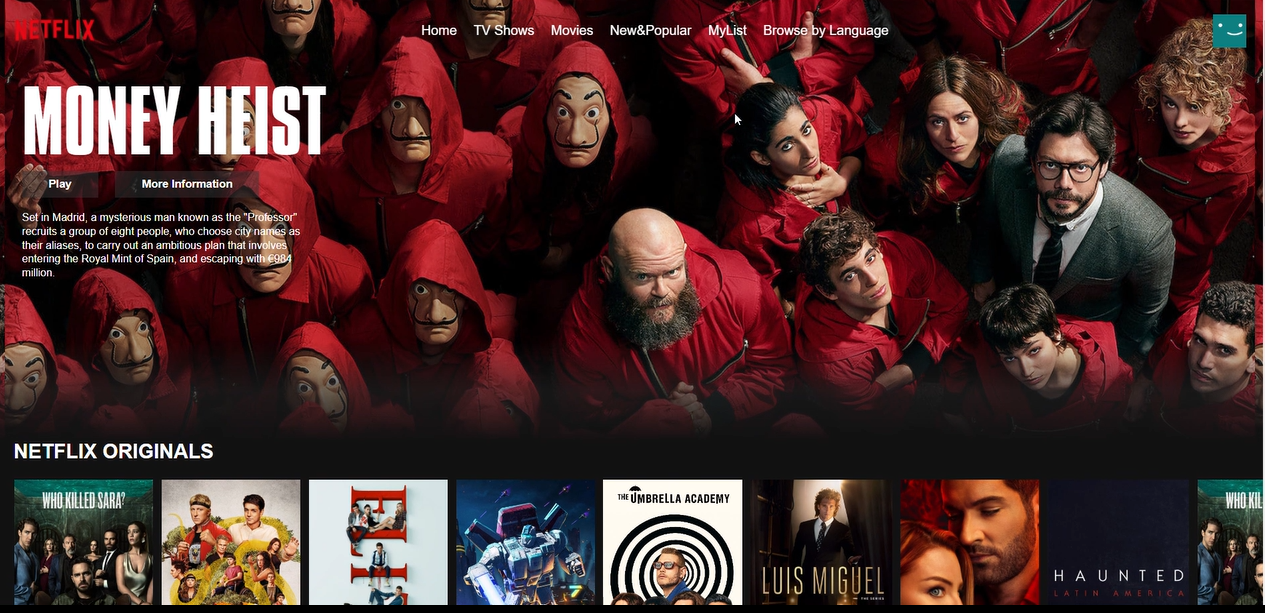 NETFLIX
Home TV Shows Movies New&Popular MyList Browse by Language
MONEY HEIST
Play More Information
Set in Madrid, a mysterious man known as the "Professor"
recruits a group of eight people, who choose city names as
their aliases, to carry out an ambitious plan that involves
entering the Royal Mint of Spain, and escaping with €984
million.
NETFLIX ORIGINALS
WHO KILLED SARA?
THE UMBRELLA ACADEMY
LUIS MIGUEL
THE SERIES
HAUNTED
LATIN AMERICA
WHO KIL